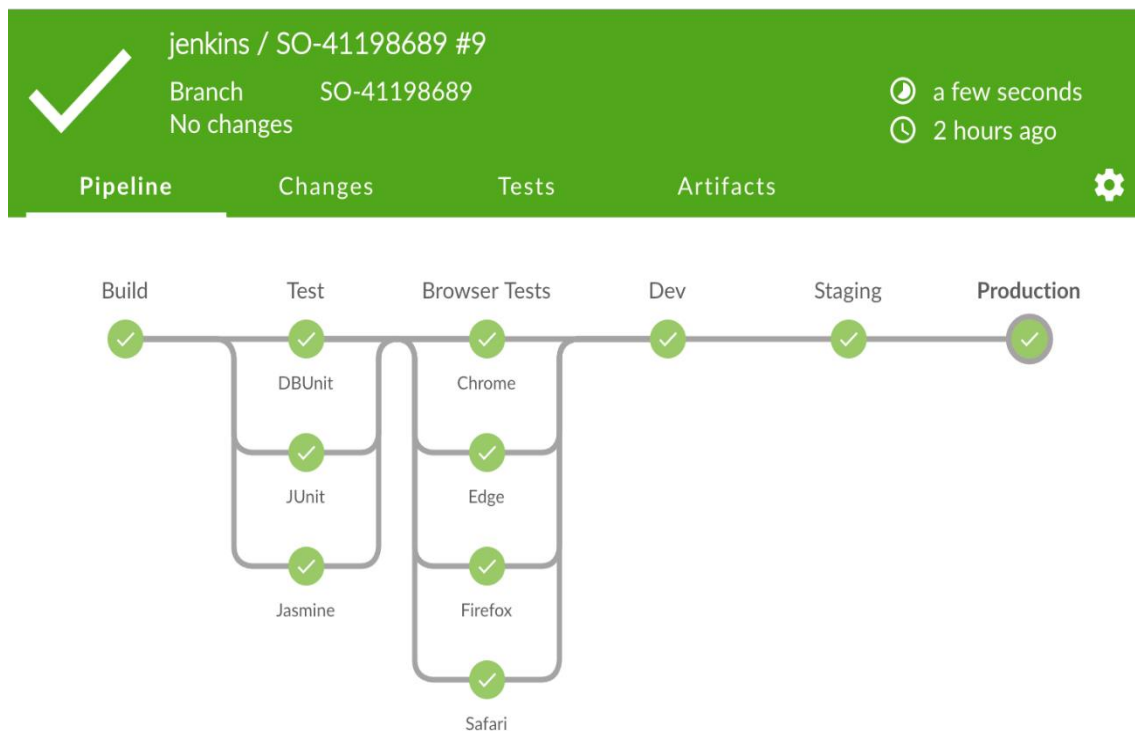 jenkins / SO-41198689 #9
Branch SO-41198689
No changes
a few seconds
2 hours ago
Pipeline Changes Tests Artifacts
Build Test Browser Tests Dev Staging Production
DBUnit Chrome
JUnit Edge
Jasmine Firefox
Safari